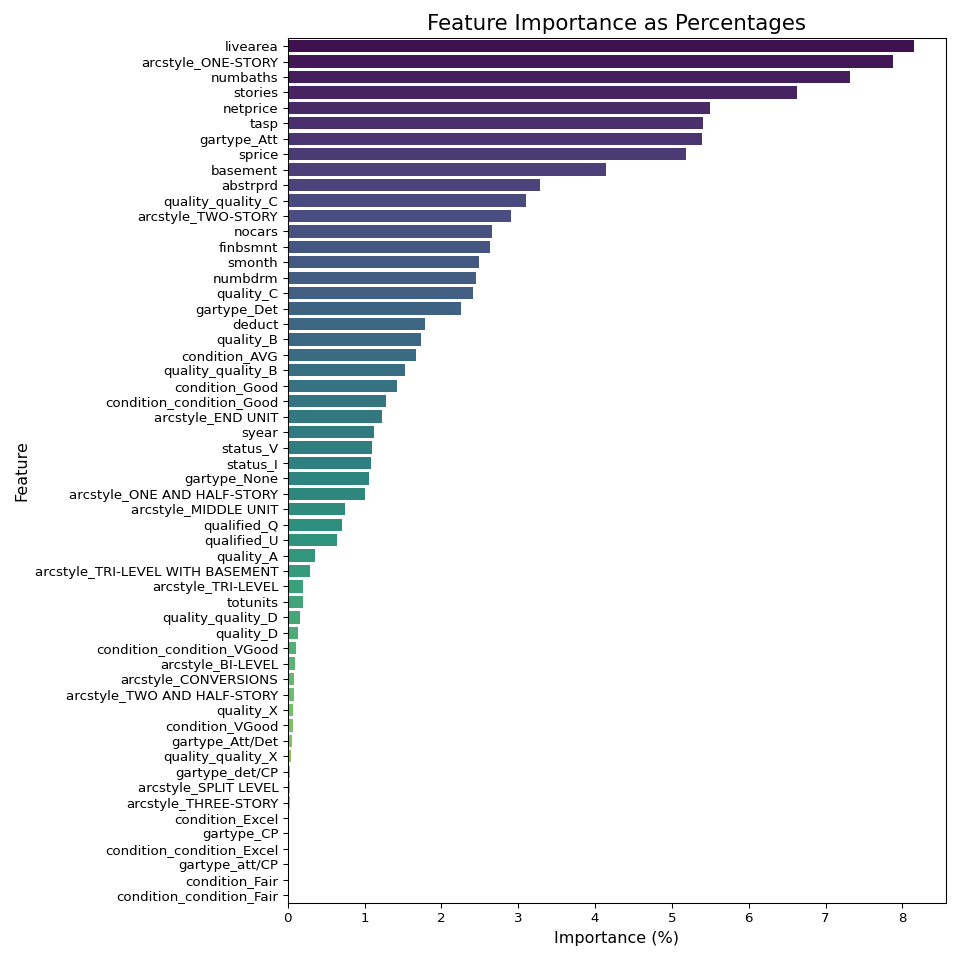 Feature Importance as Percentages
livearea
arcstyle_ONE-STORY
numbaths
stories
netprice
tasp
gartype_Att
sprice
basement
abstrprd
quality_quality_C
arcstyle_TWO-STORY
nocars
finbsmnt
smonth
numbdrm
quality_C
gartype_Det
deduct
quality_B
condition_AVG
quality_quality_B
condition_Good
condition_condition_Good
arcstyle_END UNIT
syear
status_V
status_I
gartype_None
arcstyle_ONE AND HALF-STORY
arcstyle_MIDDLE UNIT
qualified_Q
qualified_U
quality_A
arcstyle_TRI-LEVEL WITH BASEMENT
arcstyle_TRI-LEVEL
totunits
quality_quality_D
quality_D
condition_condition_VGood
arcstyle_BI-LEVEL
arcstyle_CONVERSIONS
arcstyle_TWO AND HALF-STORY
quality_X
condition_VGood
gartype_Att/Det
quality_quality_X
gartype_det/CP
arcstyle_SPLIT LEVEL
arcstyle_THREE-STORY
condition_Excel
gartype_CP
condition_condition_Excel
gartype_att/CP
condition_Fair
condition_condition_Fair
Feature
0 1 2 3 4 5 6 7 8
Importance (%)